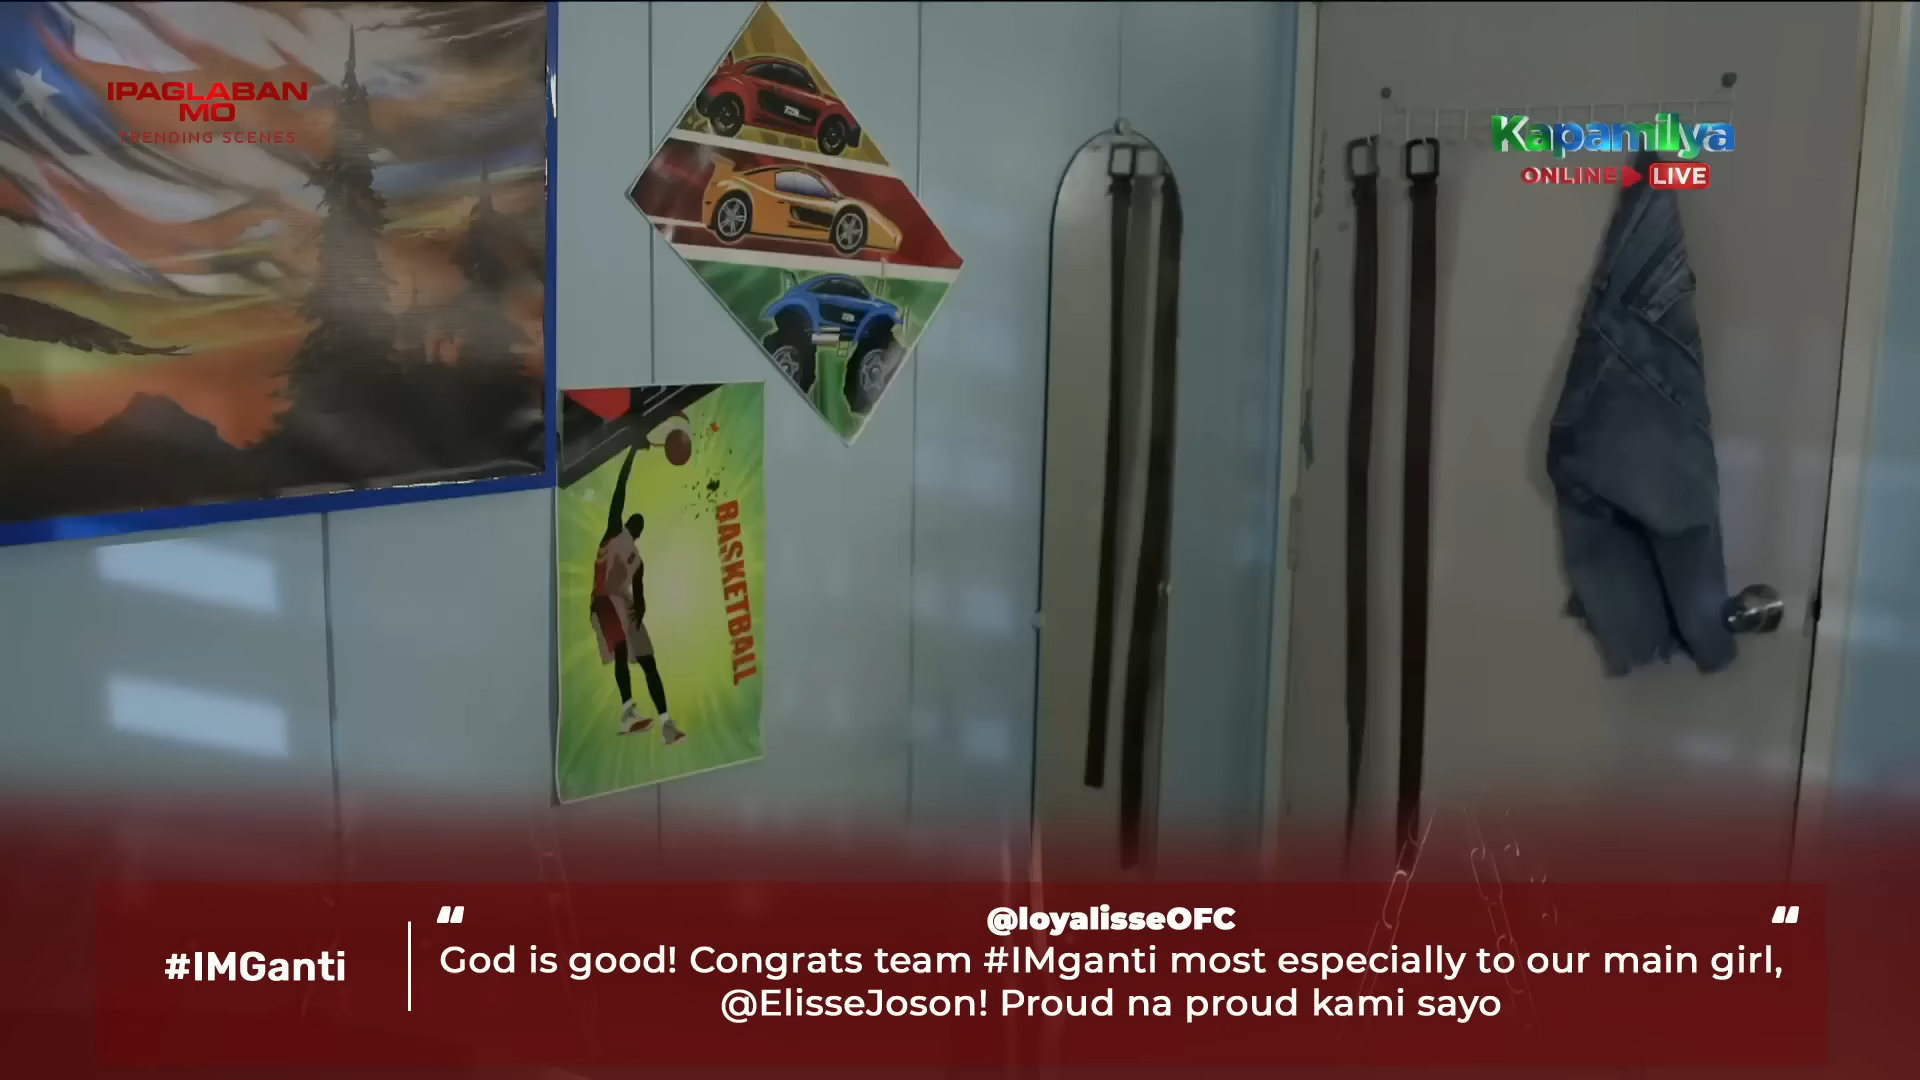 IPAGLABAN
MO
TRENDING SCENES
Kapamilya
ONLINE LIVE
BASKETBALL
#IMGanti
@loyalisseOFC
God is good! Congrats team #IMganti most especially to our main girl,
@ElisseJoson! Proud na proud kami sayo